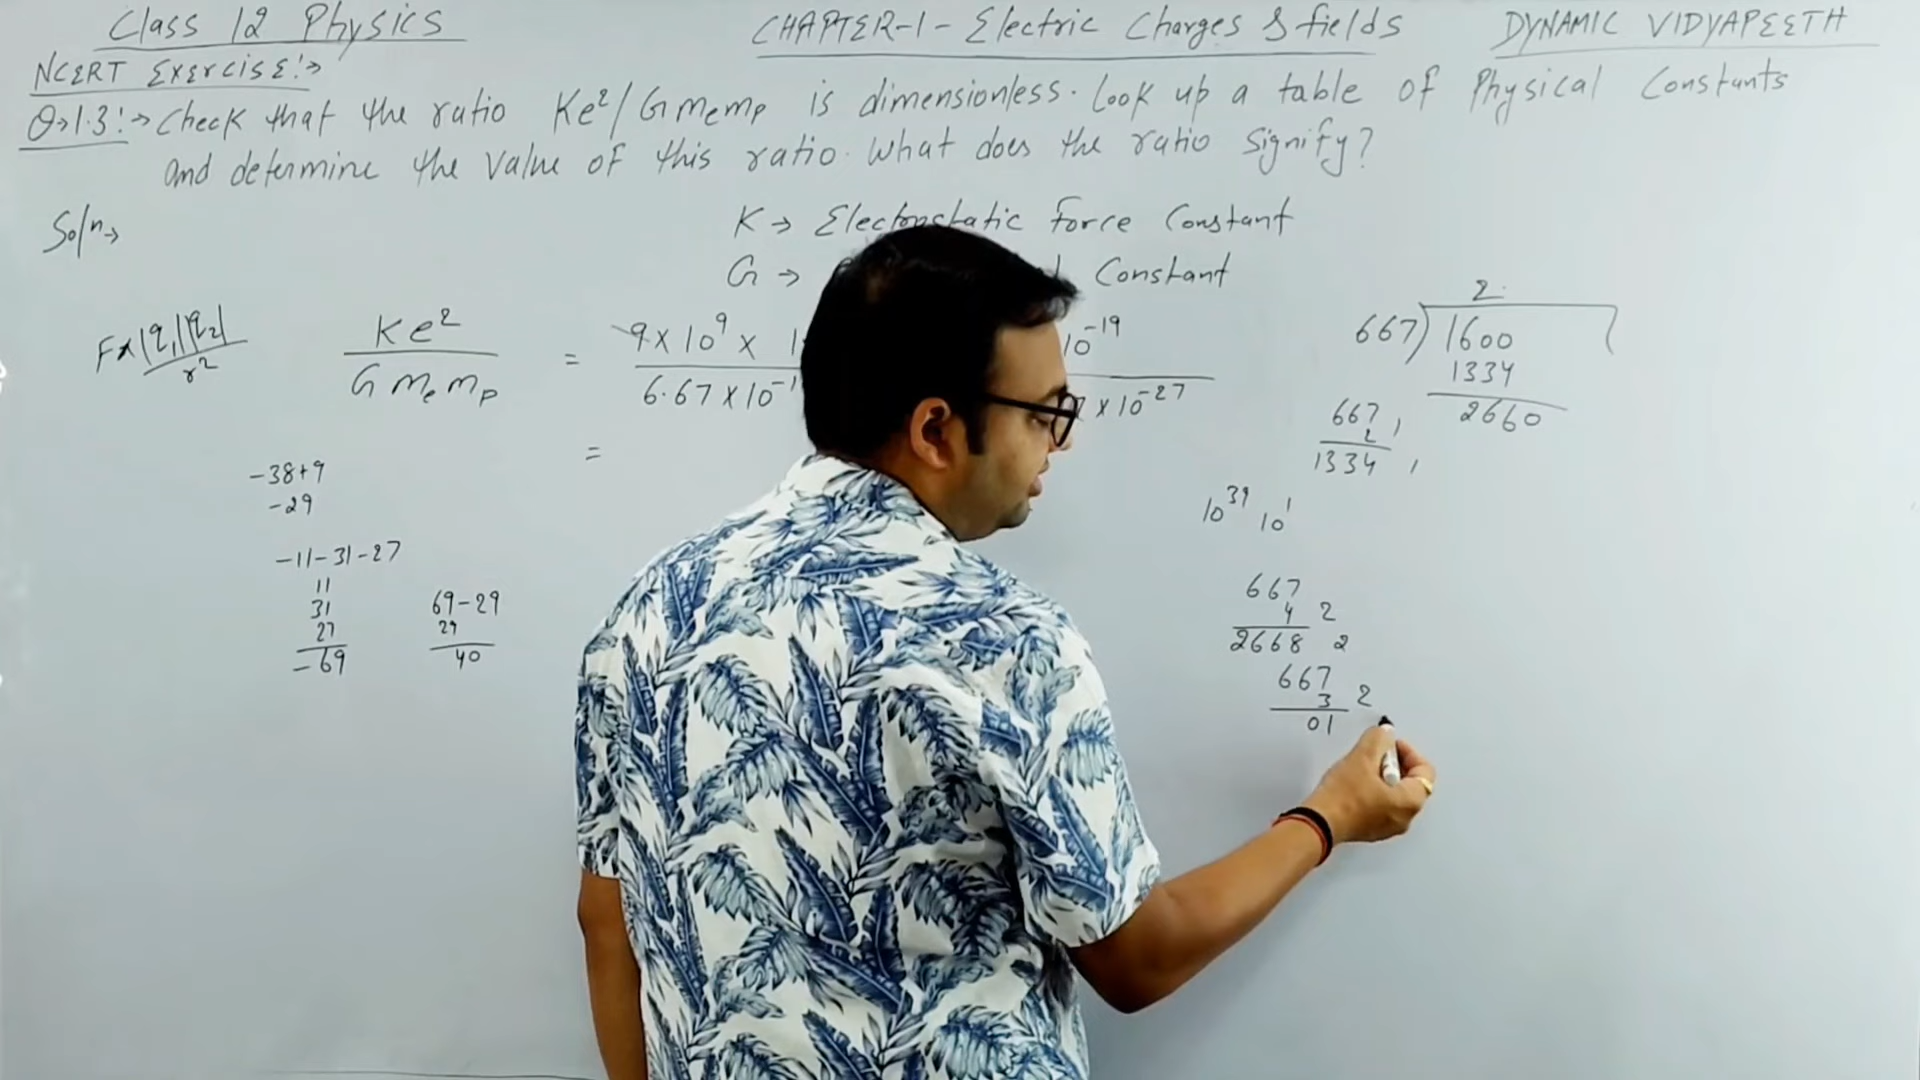 Class 12 Physics
CHAPTER-1 - Electric Charges & fields
DYNAMIC VIDYAPEETH
NCERT Exercise:→
Q→1.3:→ Check that the ratio Ke²/GMemp is dimensionless. Look up a table of Physical Constants
and determine the value of this ratio. What does the ratio signify?
Soln→
K → Electrostatic Force Constant
G → Constant
F∝ |q₁||q₂| / r²
Ke² / G me mp
= 9 × 10⁹ × 1 10⁻¹⁹
6.67 × 10⁻¹ × 10⁻²⁷
=
-38+9
-29
-11-31-27
11
31
27
-69
69-29
29
40
2.
667)1600
1334
2660
667 1
2
1334 1
10³⁹ 10¹
667
4 2
2668 2
667
3 2
01